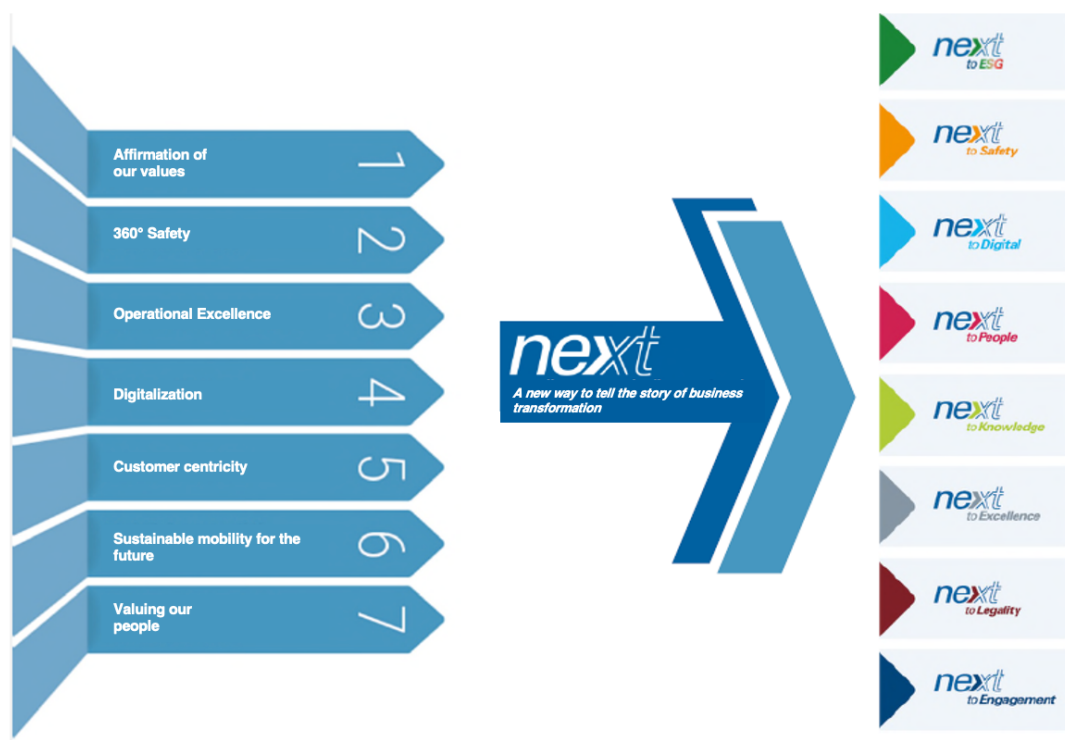 Affirmation of
our values
1
360° Safety
2
Operational Excellence
3
Digitalization
4
Customer centricity
5
Sustainable mobility for the
future
6
Valuing our
people
7
next
A new way to tell the story of business
transformation
next
to ESG
next
to Safety
next
to Digital
next
to People
next
to Knowledge
next
to Excellence
next
to Legality
next
to Engagement